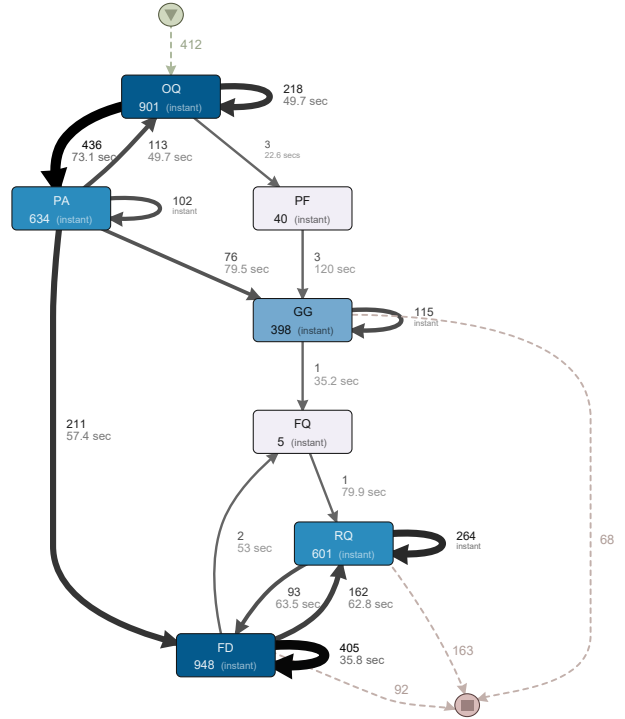 412
OQ
901 (instant)
218
49.7 sec
436
73.1 sec
113
49.7 sec
3
22.6 secs
PA
634 (instant)
102
instant
PF
40 (instant)
76
79.5 sec
3
120 sec
GG
398 (instant)
115
instant
1
35.2 sec
211
57.4 sec
FQ
5 (instant)
1
79.9 sec
2
53 sec
RQ
601 (instant)
264
instant
68
93
63.5 sec
162
62.8 sec
FD
948 (instant)
405
35.8 sec
163
92